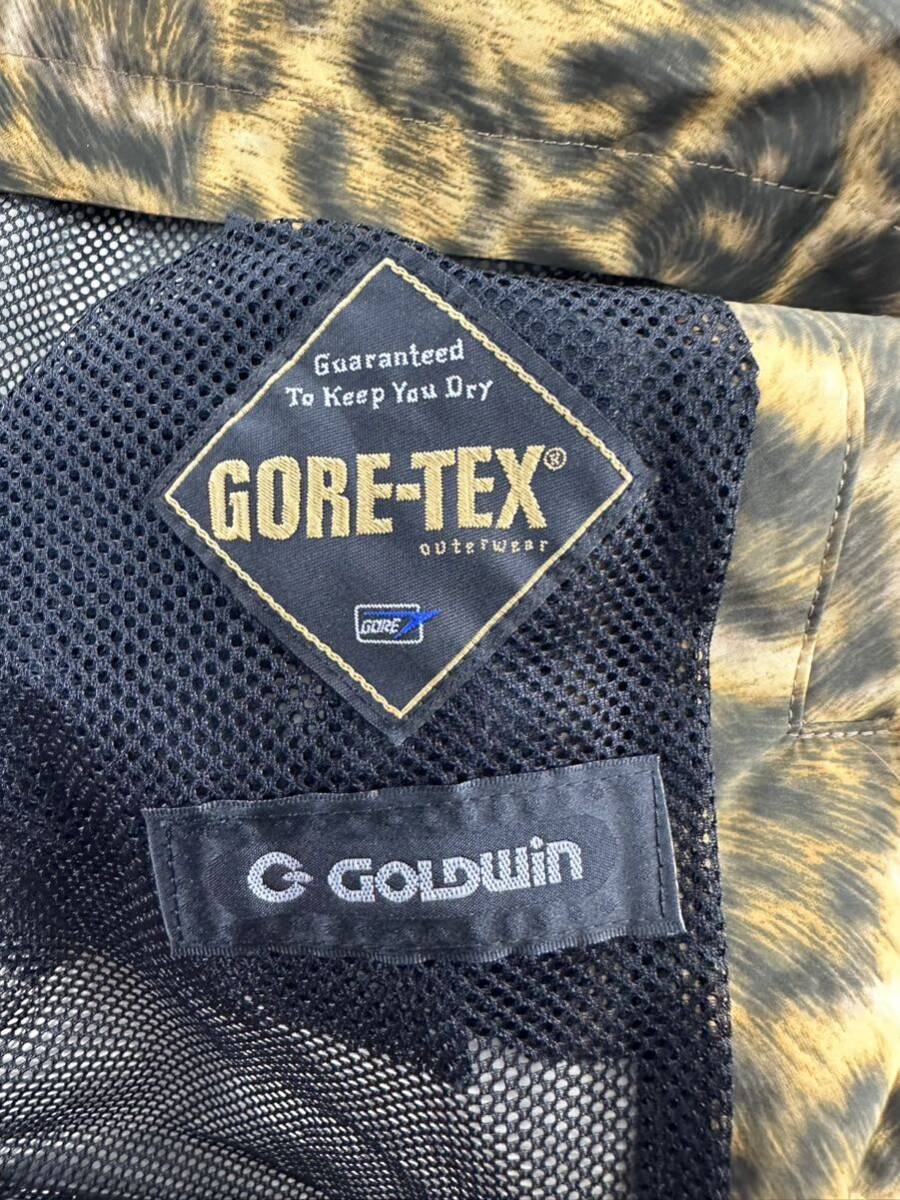 Guaranteed
To Keep You Dry
GORE-TEX®
outerwear
GORE
GOLDWIN